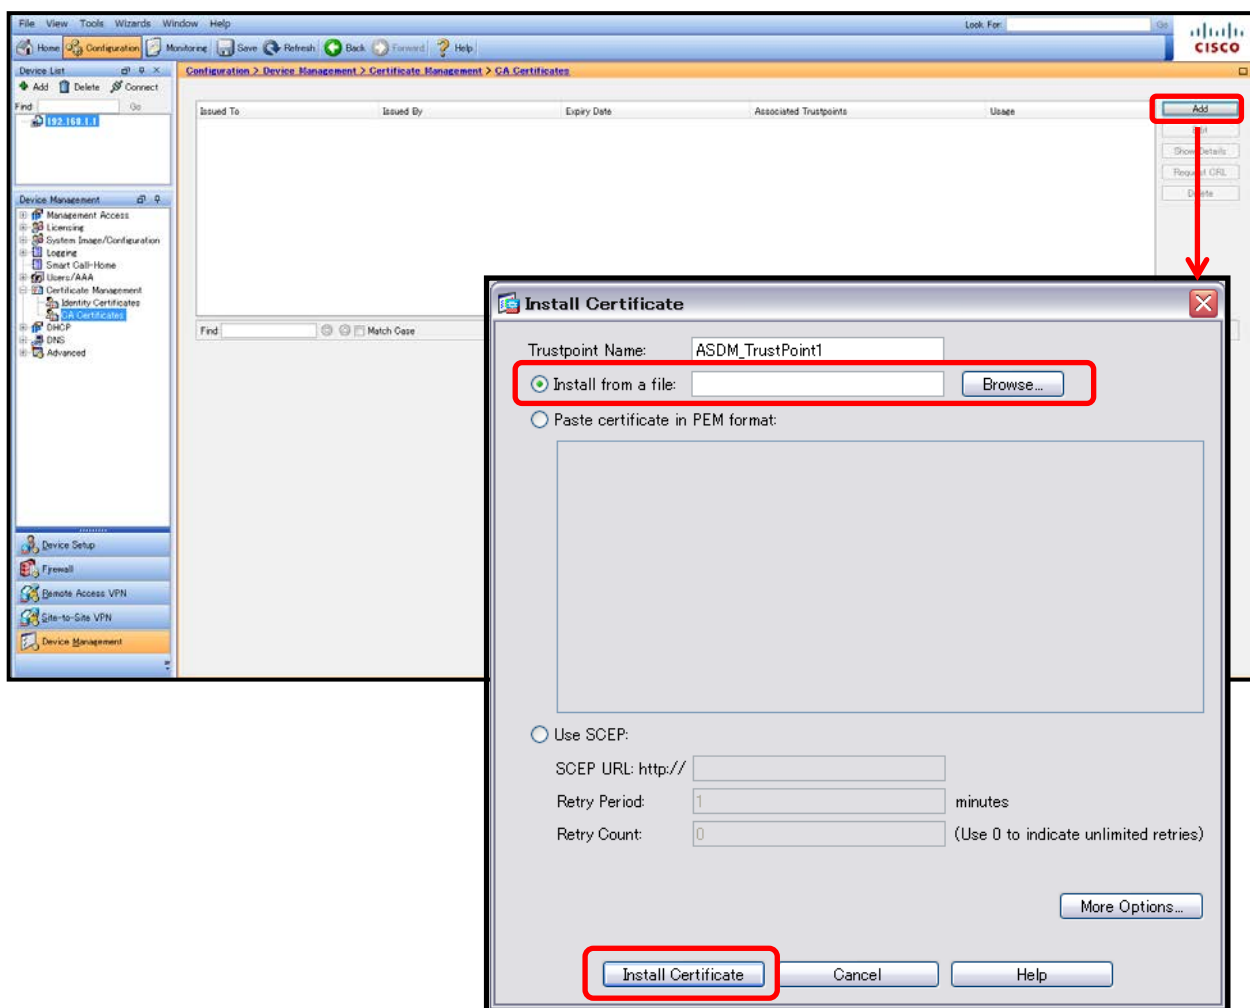 File View Tools Wizards Window Help Look For: Go
Home Configuration Monitoring Save Refresh Back Forward Help
CISCO
Device List
Add Delete Connect
Find: Go
192.168.1.1
Configuration > Device Management > Certificate Management > CA Certificates
Issued To Issued By Expiry Date Associated Trustpoints Usage
Add
Edit
Show Details
Request CRL
Delete
Device Management
Management Access
Licensing
System Image/Configuration
Logging
Smart Call-Home
Users/AAA
Certificate Management
Identity Certificates
CA Certificates
DHCP
DNS
Advanced
Find: Match Case
Device Setup
Firewall
Remote Access VPN
Site-to-Site VPN
Device Management
Install Certificate
Trustpoint Name: ASDM_TrustPoint1
Install from a file: Browse...
Paste certificate in PEM format:
Use SCEP:
SCEP URL: http://
Retry Period: 1 minutes
Retry Count: 0 (Use 0 to indicate unlimited retries)
More Options...
Install Certificate Cancel Help